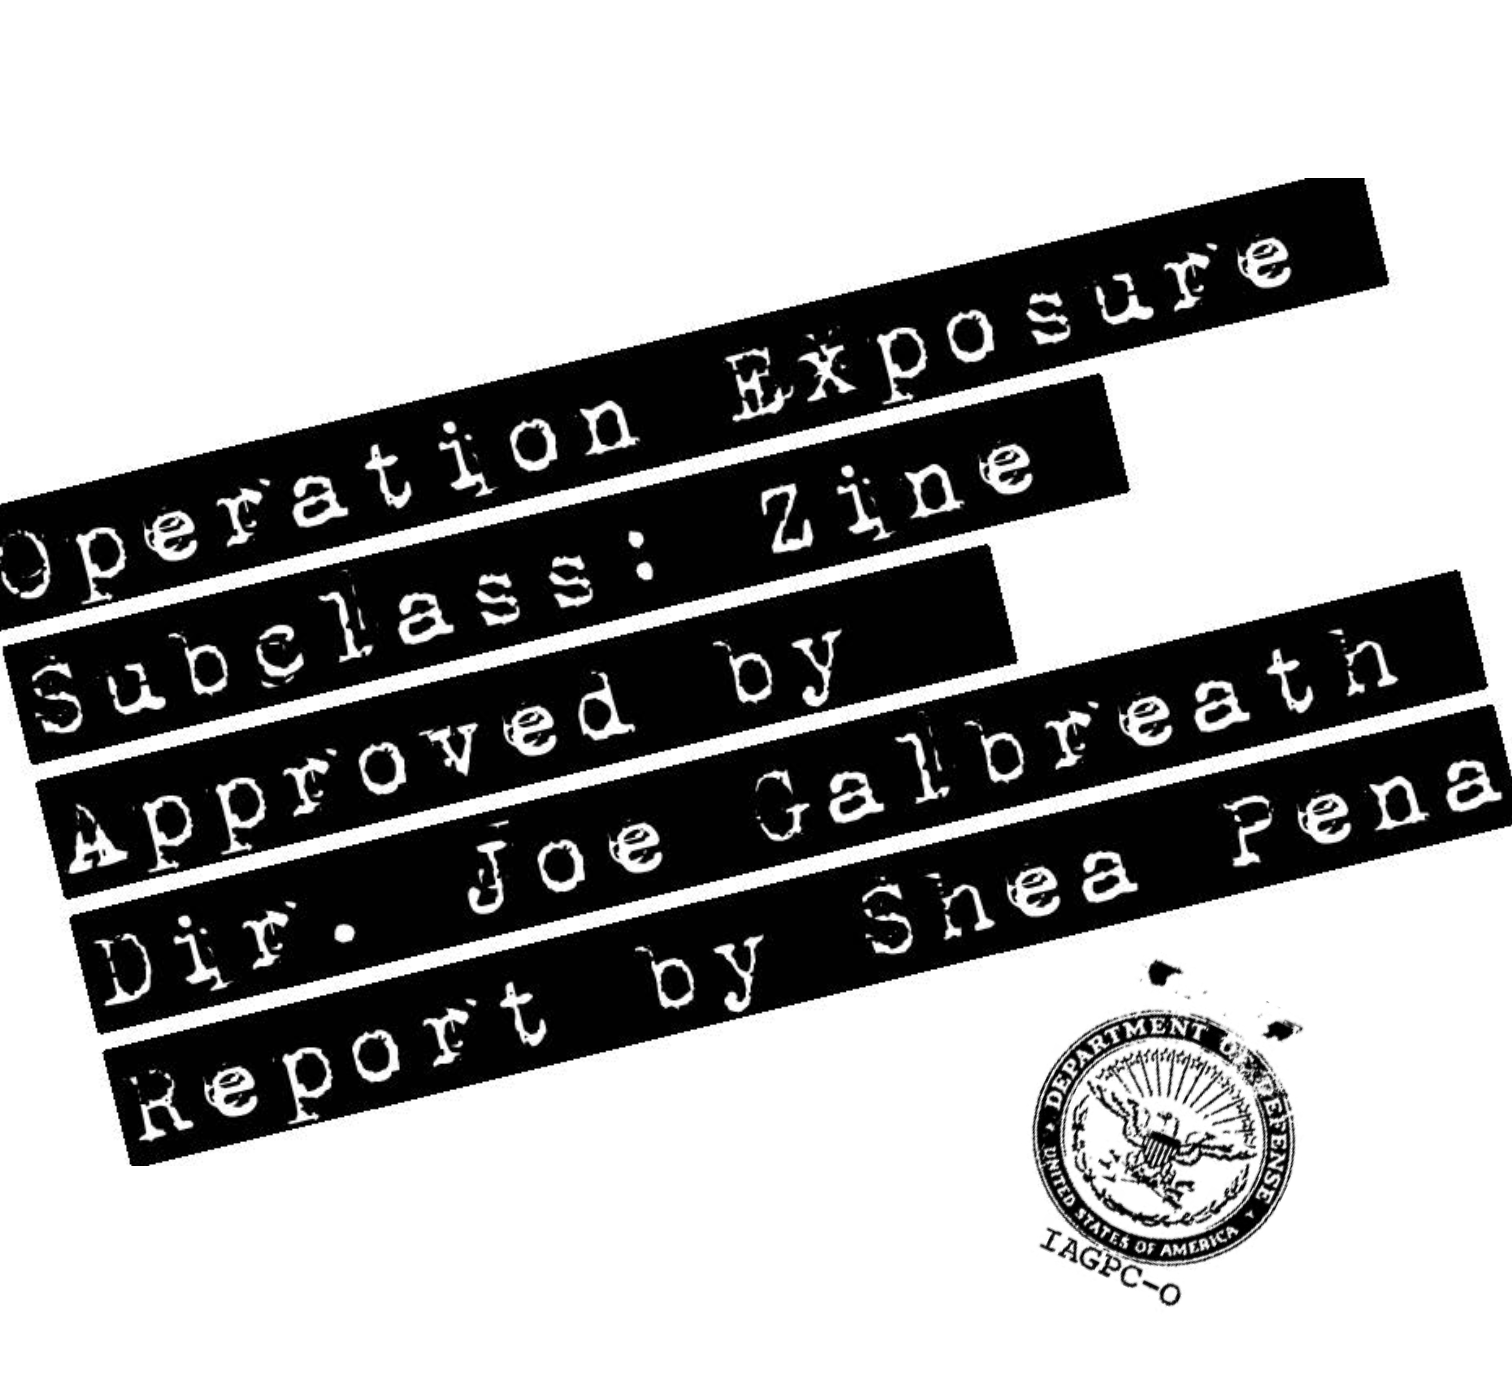 Operation Exposure
Subclass: Zine
Approved by
Dir. Joe Galbreath
Report by Shea Pena
DEPARTMENT OF DEFENSE
UNITED STATES OF AMERICA
IAGPC-O